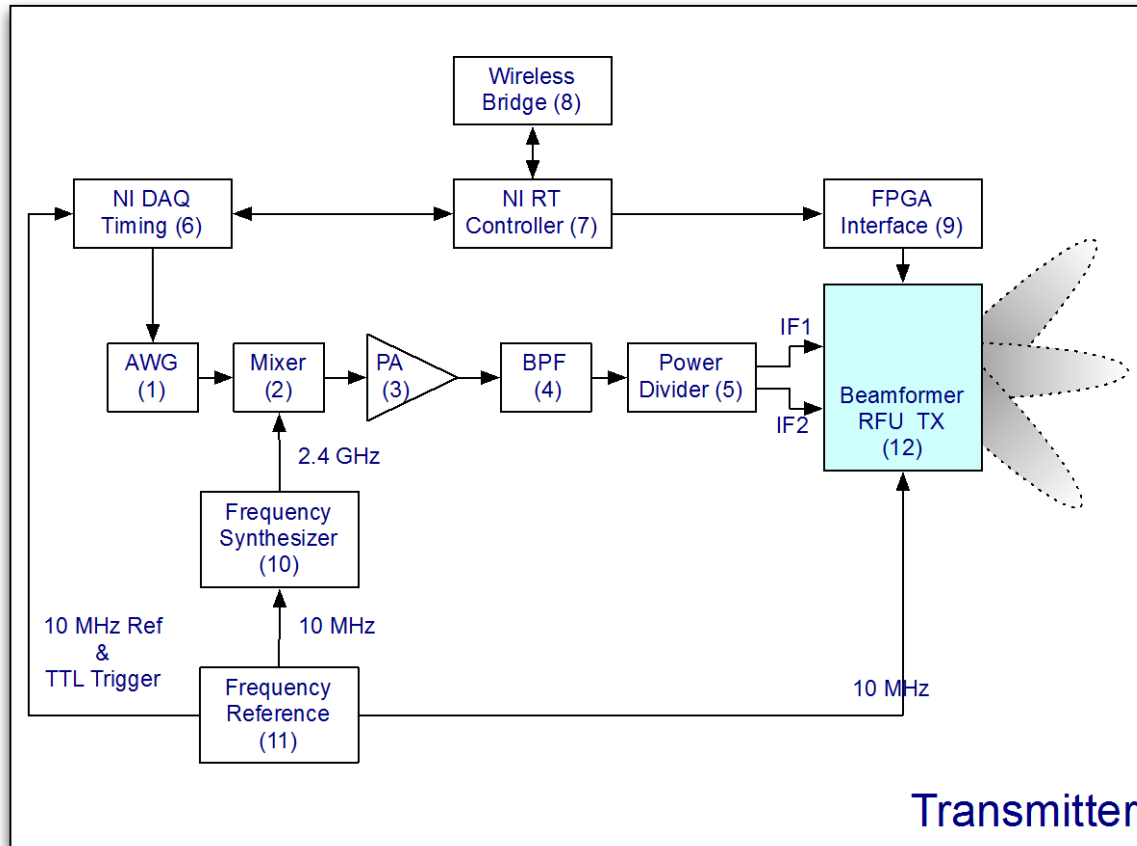 Wireless
Bridge (8)
NI DAQ
Timing (6)
NI RT
Controller (7)
FPGA
Interface (9)
AWG
(1)
Mixer
(2)
PA
(3)
BPF
(4)
Power
Divider (5)
IF1
IF2
Beamformer
RFU TX
(12)
2.4 GHz
Frequency
Synthesizer
(10)
10 MHz Ref
&
TTL Trigger
10 MHz
Frequency
Reference
(11)
10 MHz
Transmitter